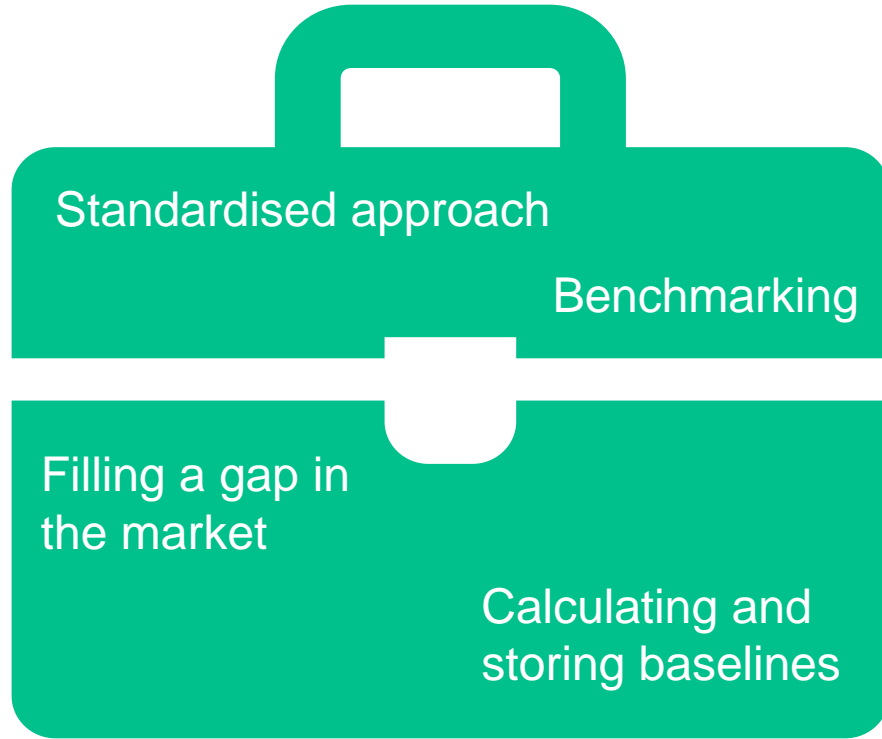 Standardised approach
Benchmarking
Filling a gap in
the market
Calculating and
storing baselines